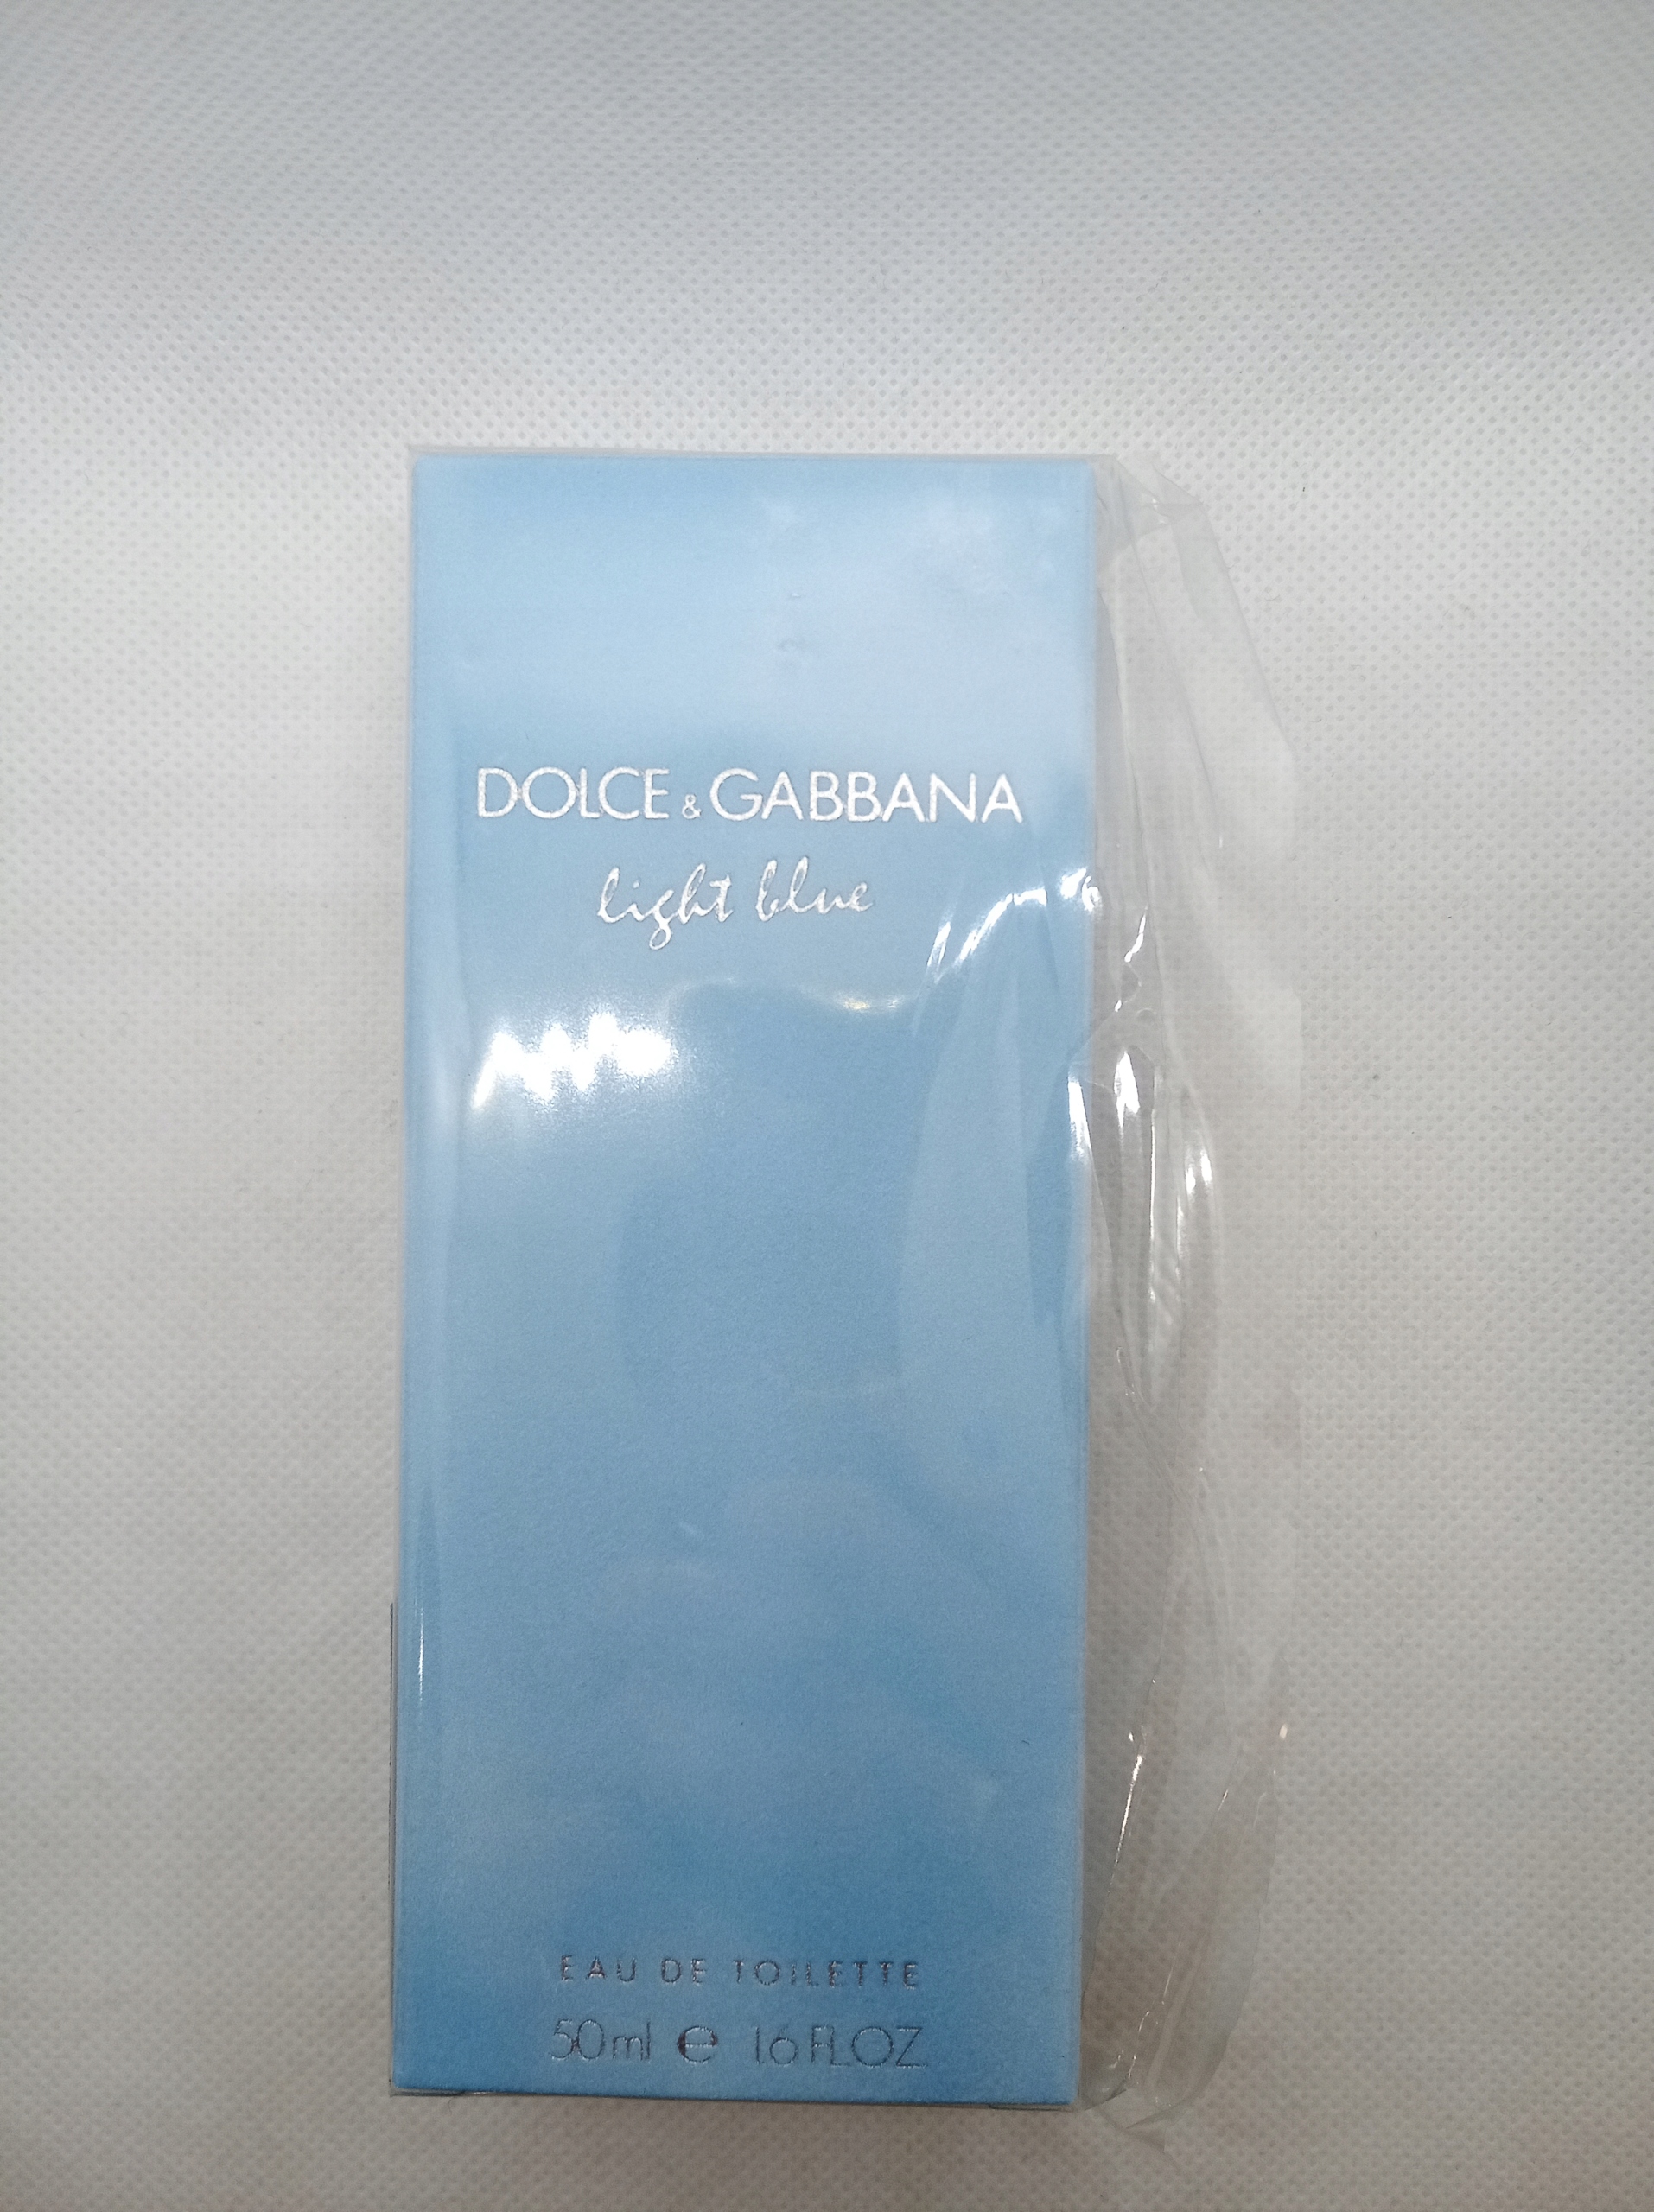 DOLCE & GABBANA
light blue
EAU DE TOILETTE
50ml e 1.6 FL.OZ.